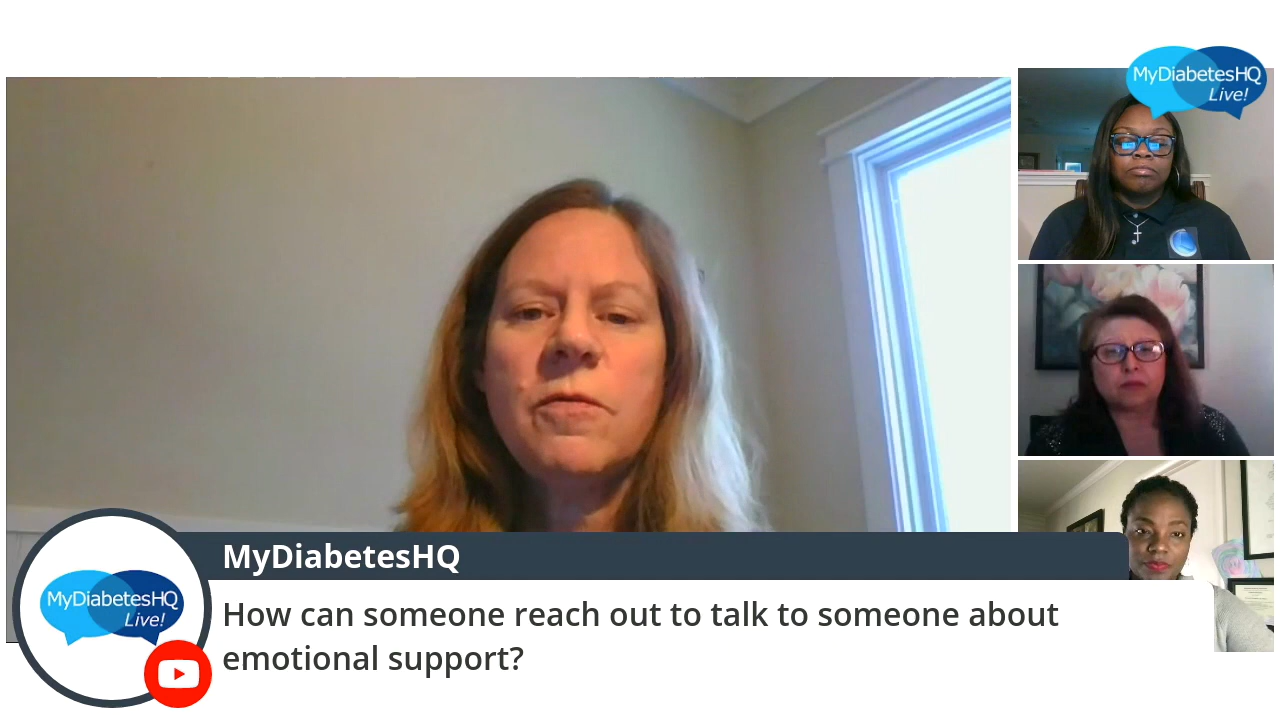 MyDiabetesHQ
Live!
MyDiabetesHQ
Live!
MyDiabetesHQ
How can someone reach out to talk to someone about
emotional support?